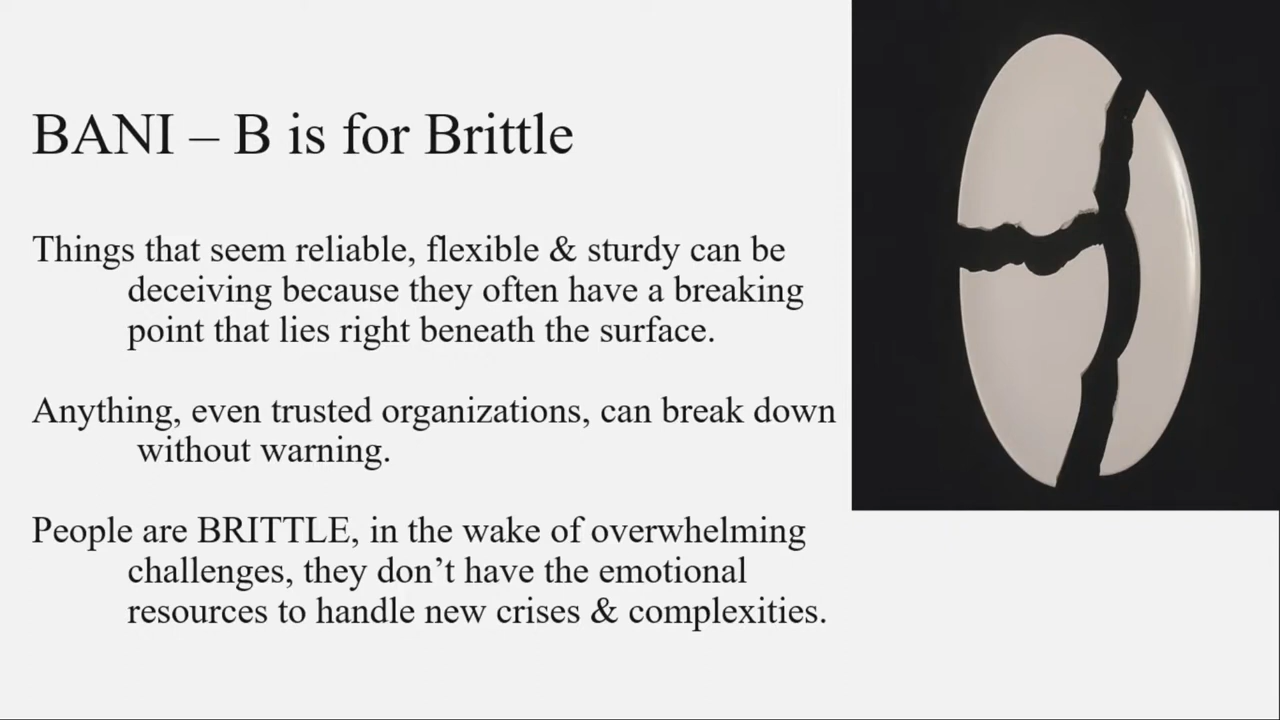 BANI – B is for Brittle
Things that seem reliable, flexible & sturdy can be
deceiving because they often have a breaking
point that lies right beneath the surface.
Anything, even trusted organizations, can break down
without warning.
People are BRITTLE, in the wake of overwhelming
challenges, they don’t have the emotional
resources to handle new crises & complexities.